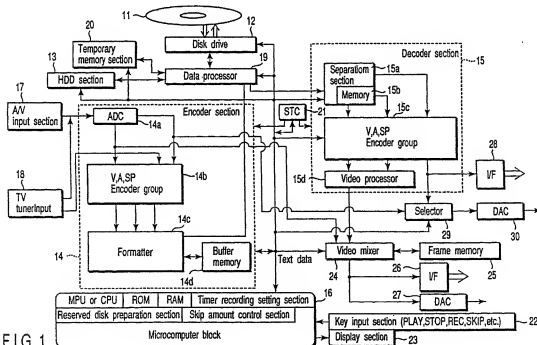 11
20
12
Temporary memory section
Disk drive
Decoder section
19
15
13
Separation section
15a
HDD section
Data processor
Memory
15b
17
Encoder section
STC
21
15c
A/V input section
ADC
14a
V,A,SP Encoder group
28
18
V,A,SP Encoder group
14b
15d
Video processor
I/F
TV tunerInput
14c
Selector
DAC
29
30
Formatter
Buffer memory
14
14d
Text data
Video mixer
Frame memory
24
26
25
I/F
16
27
DAC
MPU or CPU
ROM
RAM
Timer recording setting section
Reserved disk preparation section
Skip amount control section
Key input section (PLAY,STOP,REC,SKIP,etc.)
22
Microcomputer block
Display section
23
FIG.1